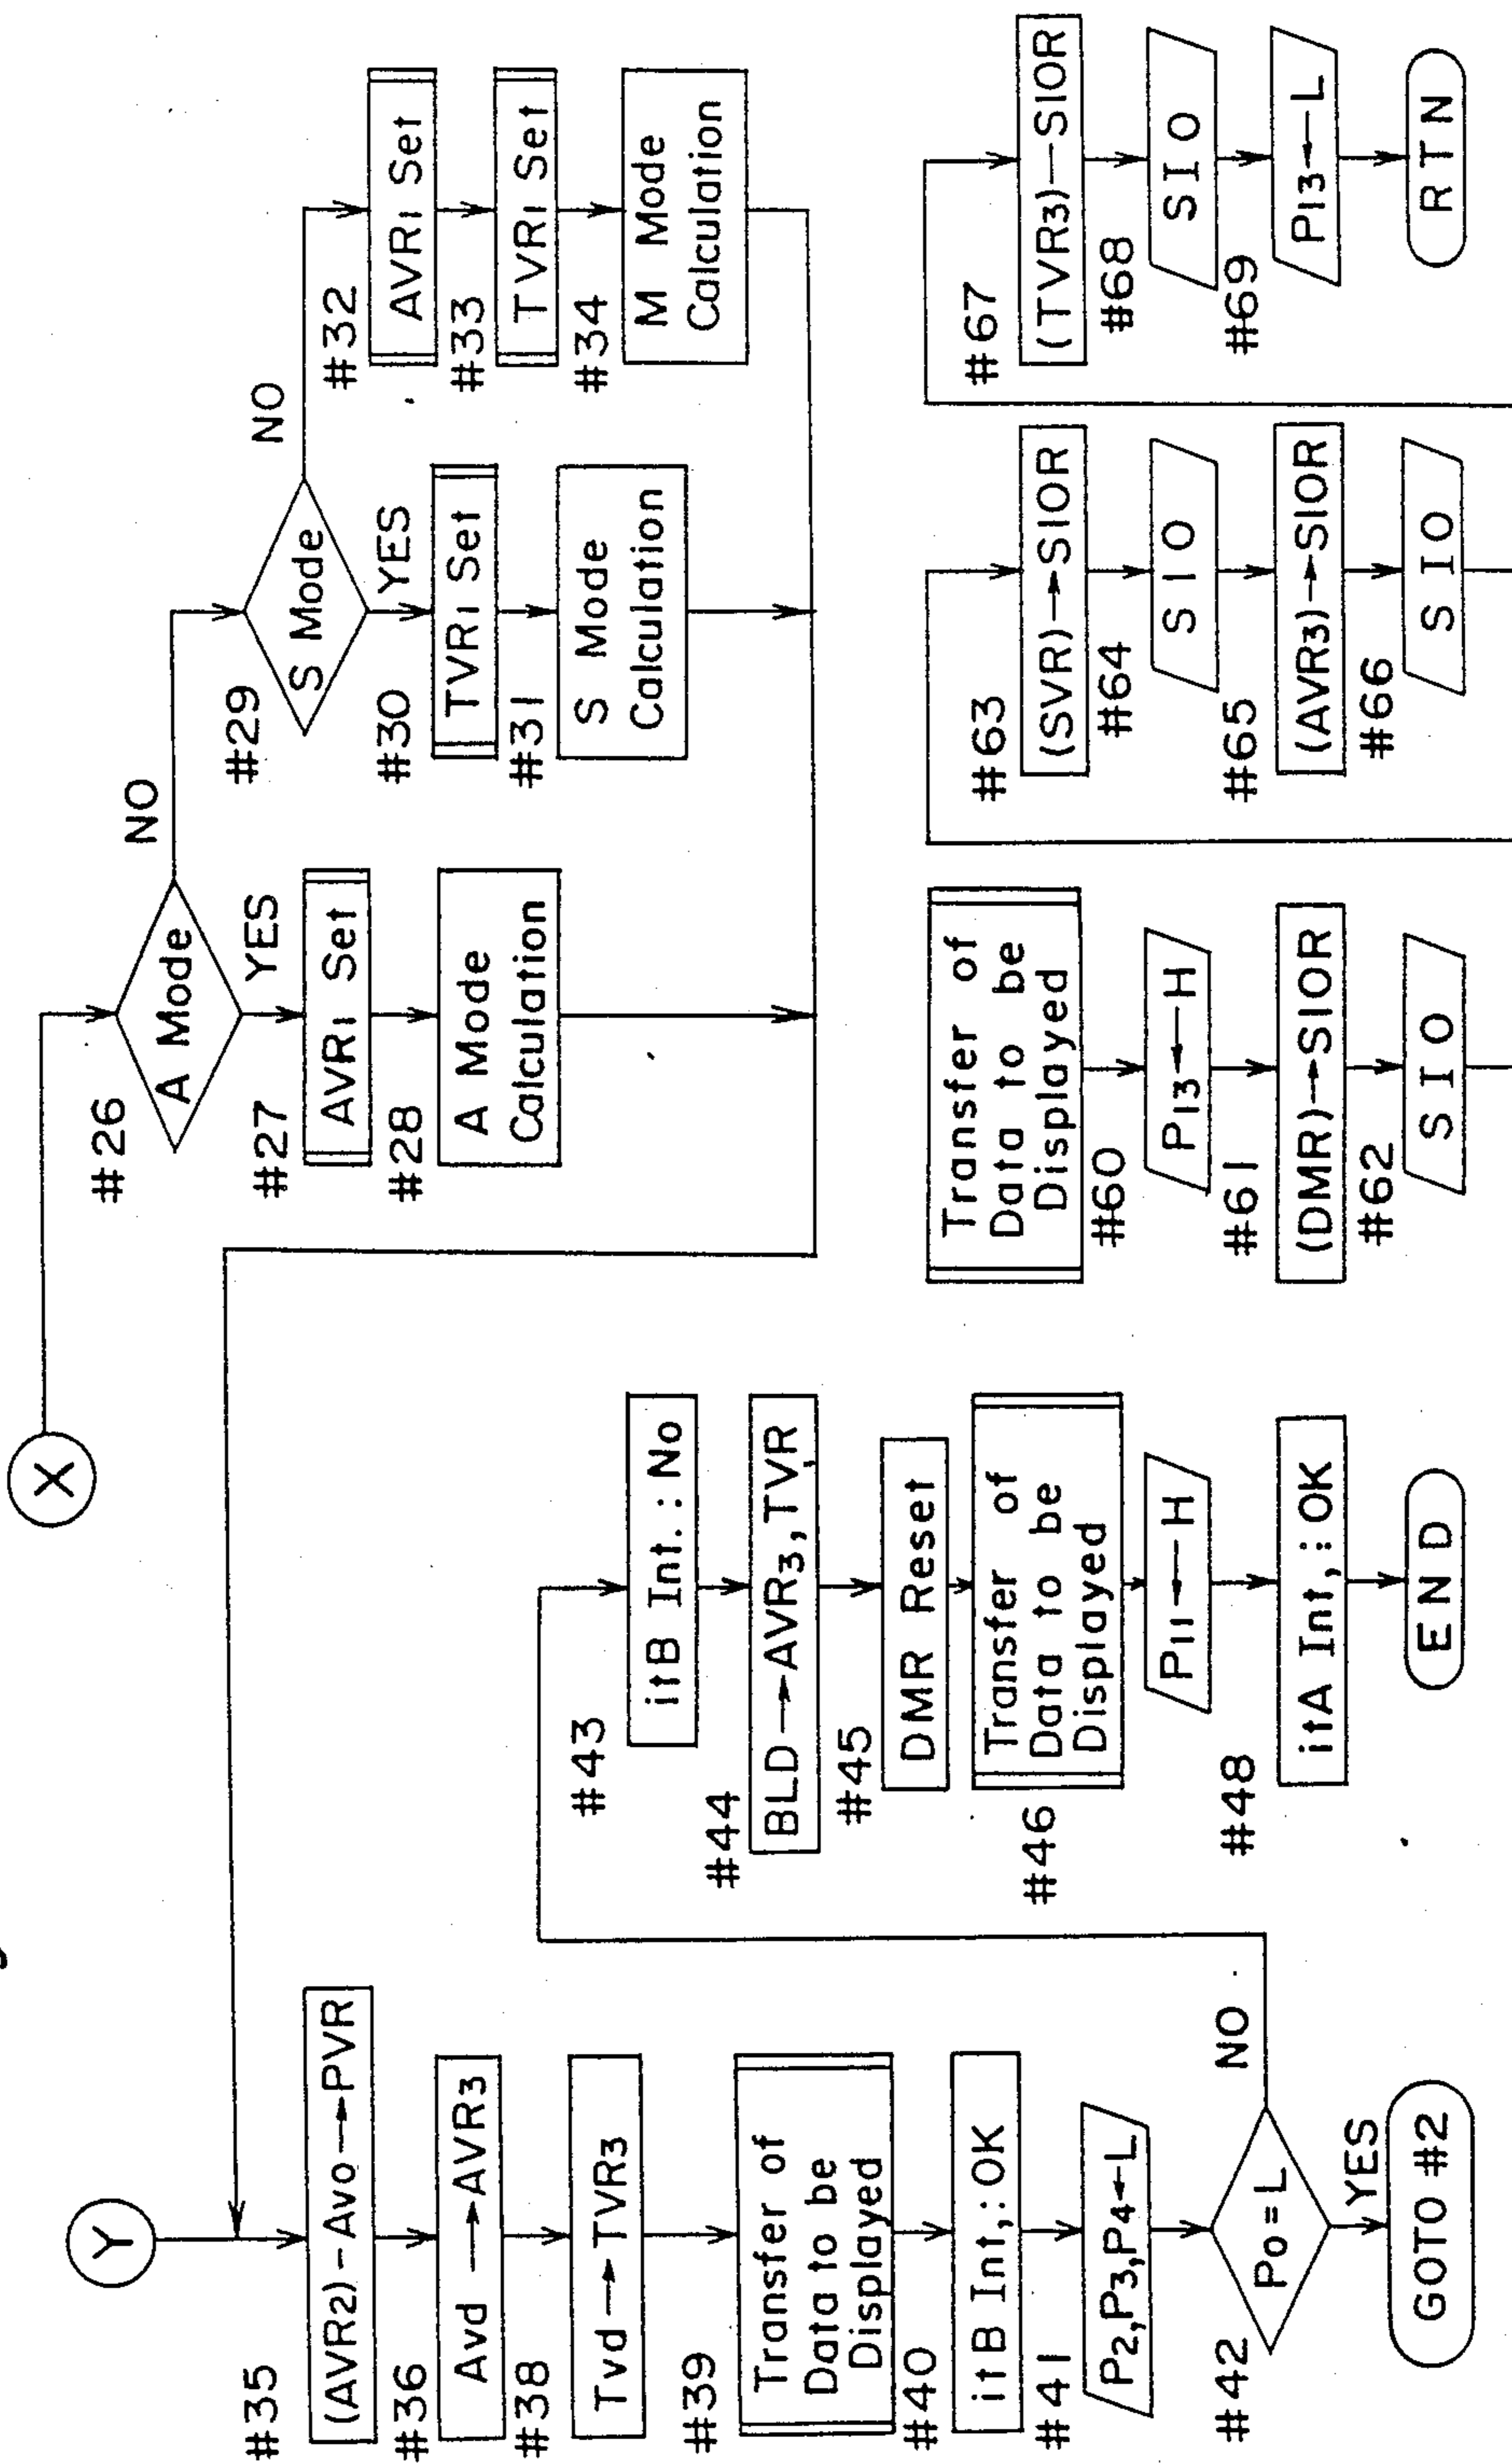 X
#26
A Mode
NO
YES
#27
AVR1 Set
#28
A Mode
Calculation
#29
S Mode
NO
YES
#30
TVR1 Set
#31
S Mode
Calculation
#32
AVR1 Set
#33
TVR1 Set
#34
M Mode
Calculation
Y
#35
(AVR2)-Avo→PVR
#36
Avd→AVR3
#38
Tvd→TVR3
#39
Transfer of
Data to be
Displayed
#40
itB Int,:OK
#41
P2,P3,P4←L
#42
P0=L
NO
YES
GOTO #2
#43
itB Int.:No
#44
BLD→AVR3,TVR
#45
DMR Reset
#46
Transfer of
Data to be
Displayed
P11←H
#48
itA Int,:OK
END
Transfer of
Data to be
Displayed
#60
P13←H
#61
(DMR)→SIOR
#62
SIO
#63
(SVR)→SIOR
#64
SIO
#65
(AVR3)→SIOR
#66
SIO
#67
(TVR3)—SIOR
#68
SIO
#69
P13←L
RTN